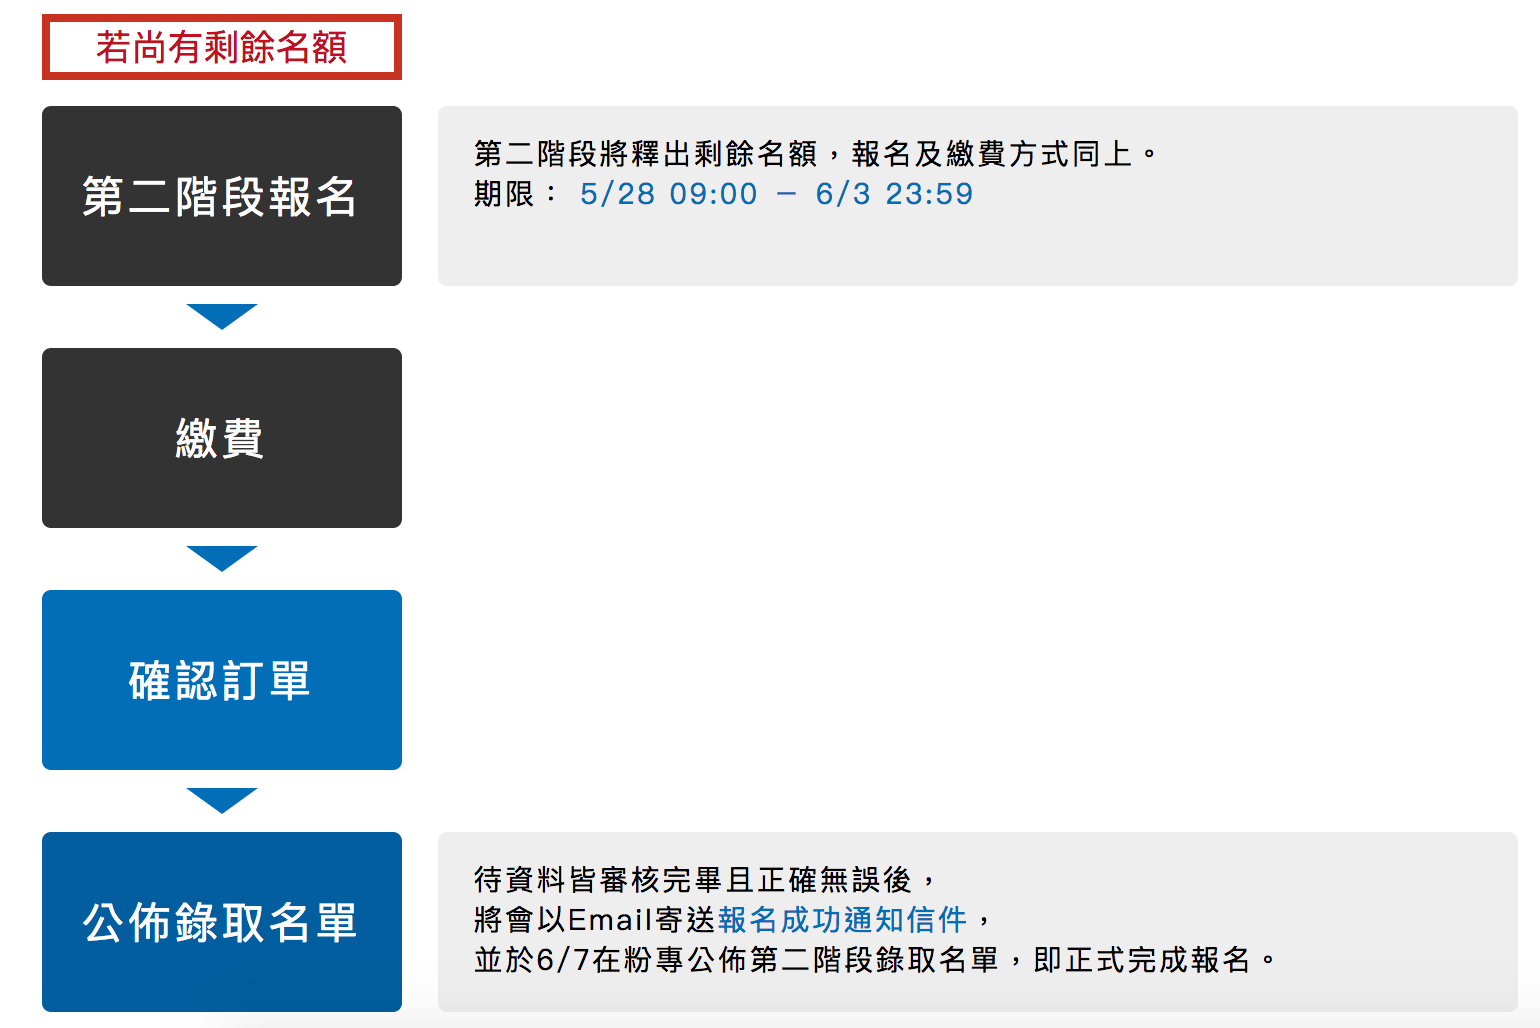 若尚有剩餘名額
第二階段報名
第二階段將釋出剩餘名額，報名及繳費方式同上。
期限： 5/28 09:00 － 6/3 23:59
繳費
確認訂單
公佈錄取名單
待資料皆審核完畢且正確無誤後，
將會以Email寄送報名成功通知信件，
並於6/7在粉專公佈第二階段錄取名單，即正式完成報名。